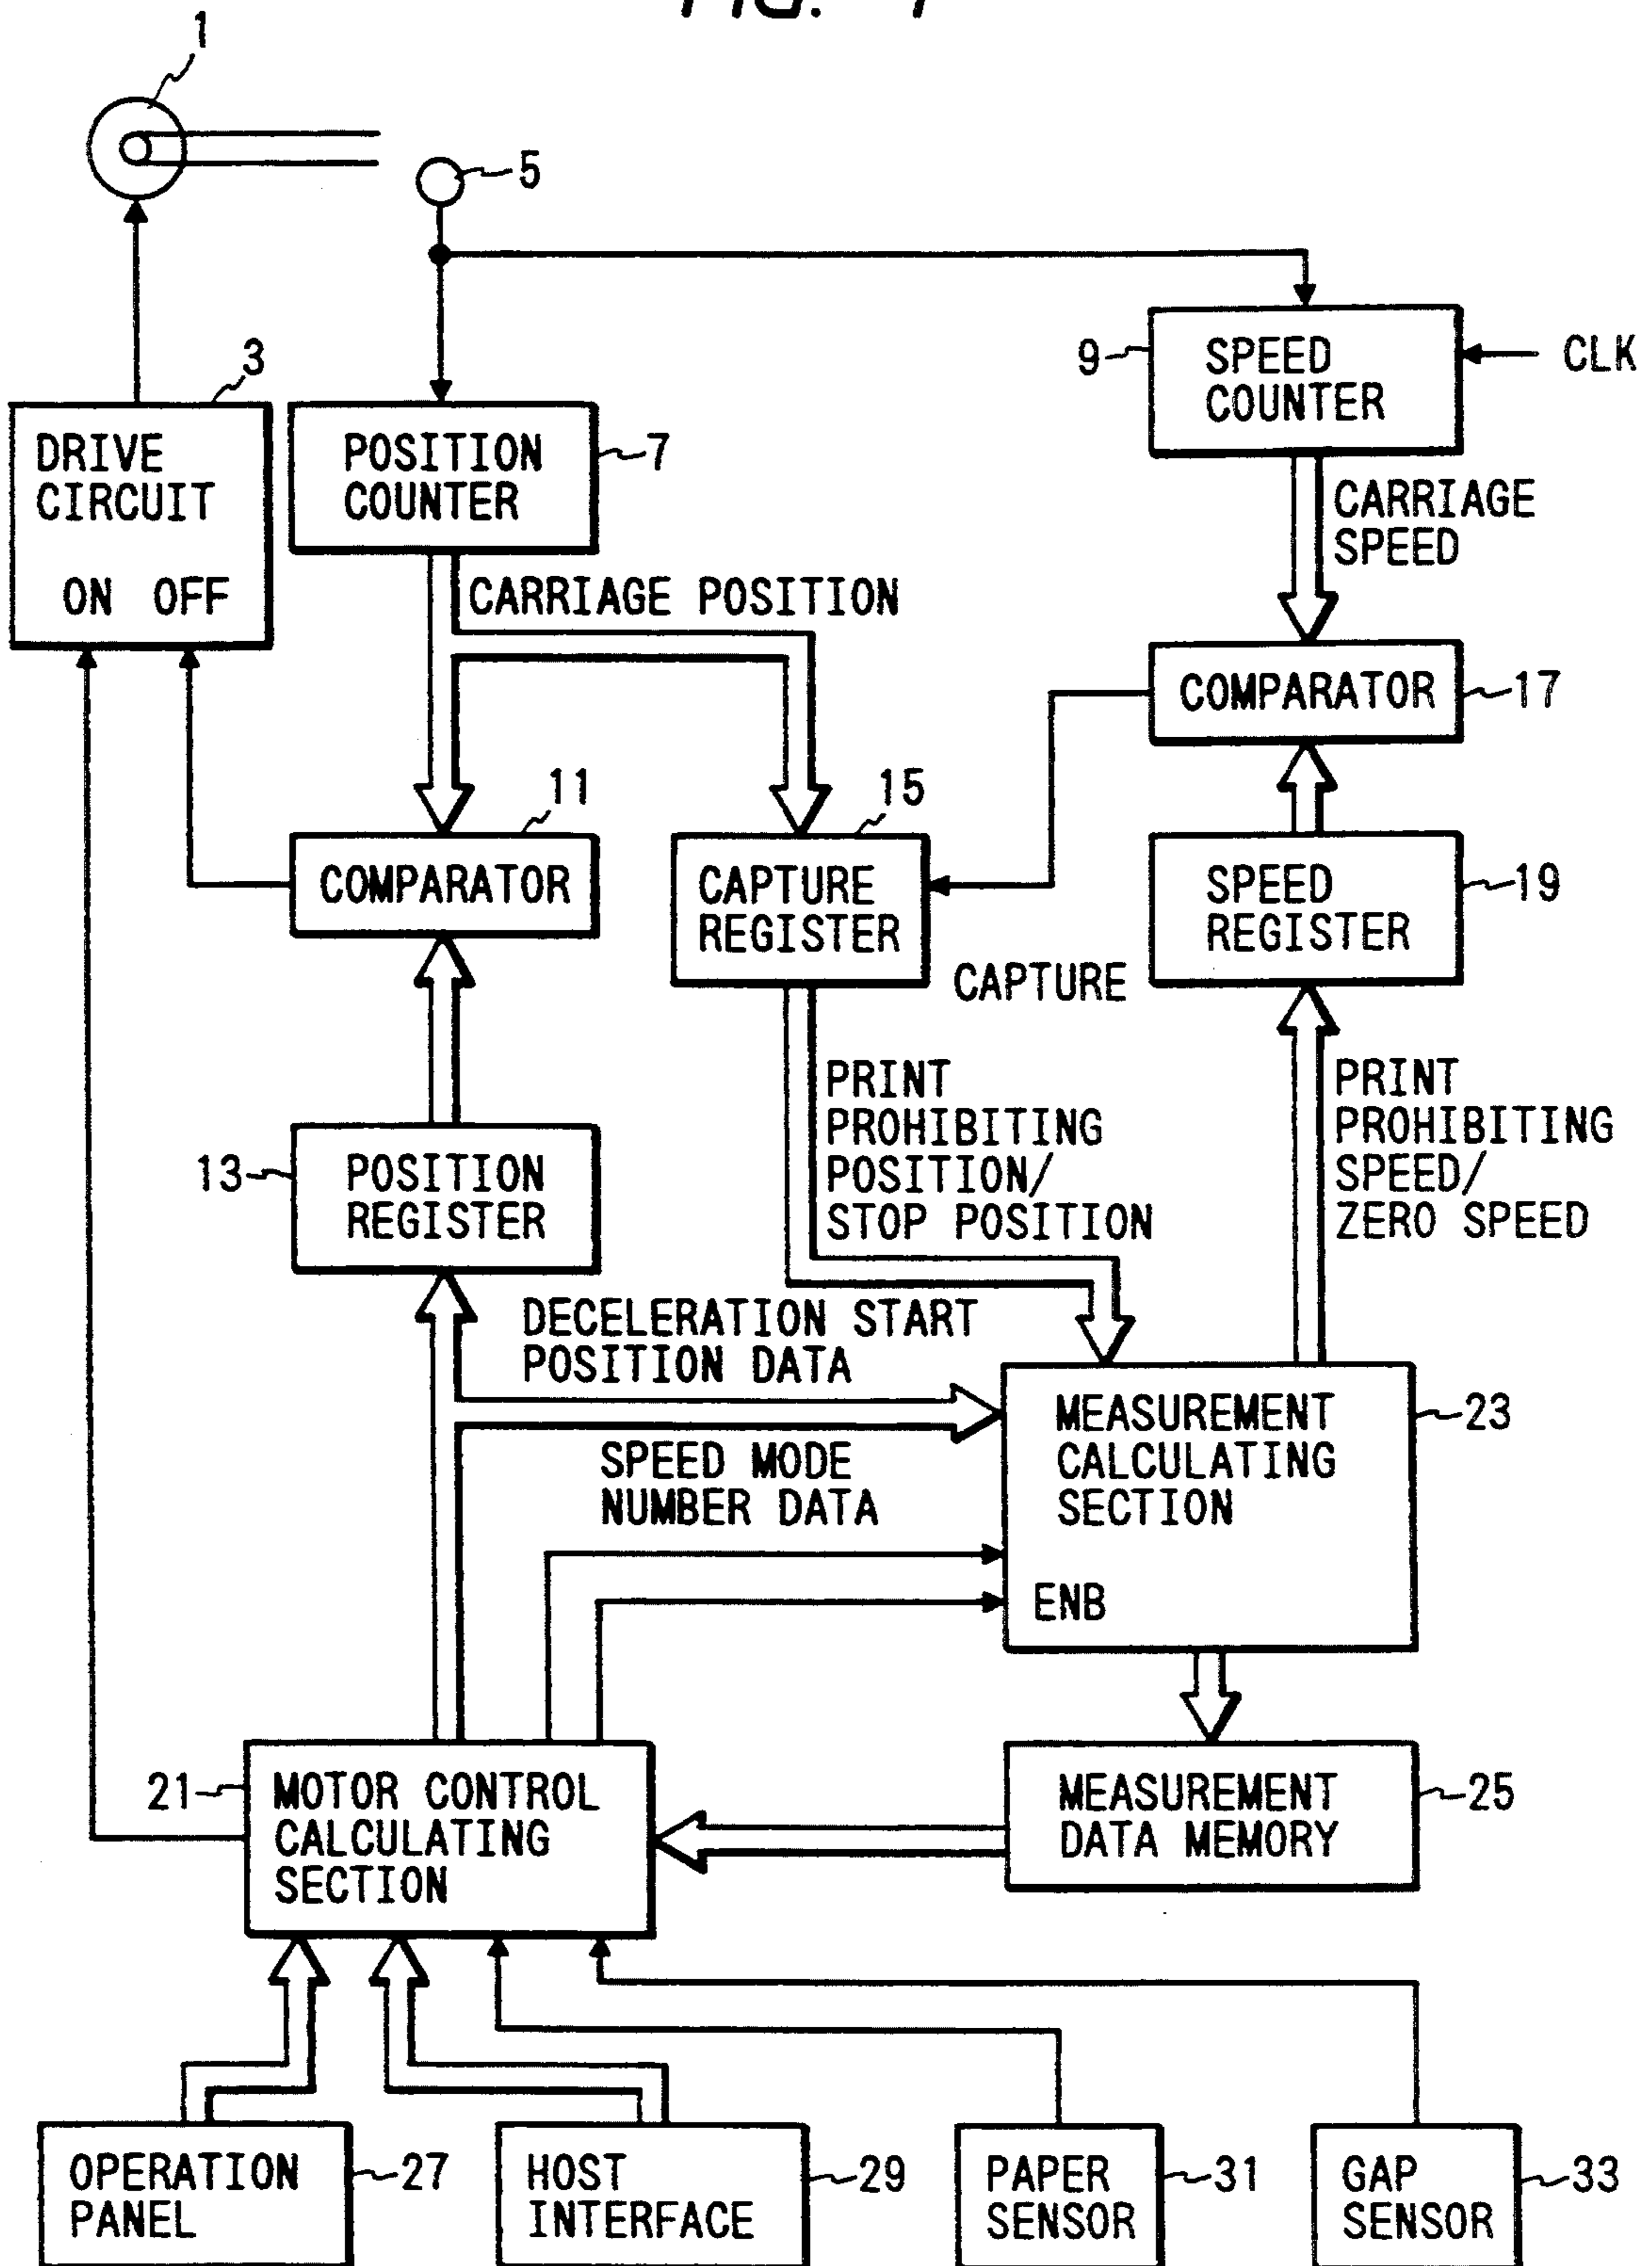 FIG. 1
1
5
3
DRIVE
CIRCUIT
ON OFF
POSITION
COUNTER
7
9
SPEED
COUNTER
CLK
CARRIAGE
SPEED
CARRIAGE POSITION
COMPARATOR
17
11
COMPARATOR
15
CAPTURE
REGISTER
SPEED
REGISTER
19
CAPTURE
13
POSITION
REGISTER
PRINT
PROHIBITING
POSITION/
STOP POSITION
PRINT
PROHIBITING
SPEED/
ZERO SPEED
DECELERATION START
POSITION DATA
SPEED MODE
NUMBER DATA
MEASUREMENT
CALCULATING
SECTION
ENB
23
21
MOTOR CONTROL
CALCULATING
SECTION
MEASUREMENT
DATA MEMORY
25
OPERATION
PANEL
27
HOST
INTERFACE
29
PAPER
SENSOR
31
GAP
SENSOR
33